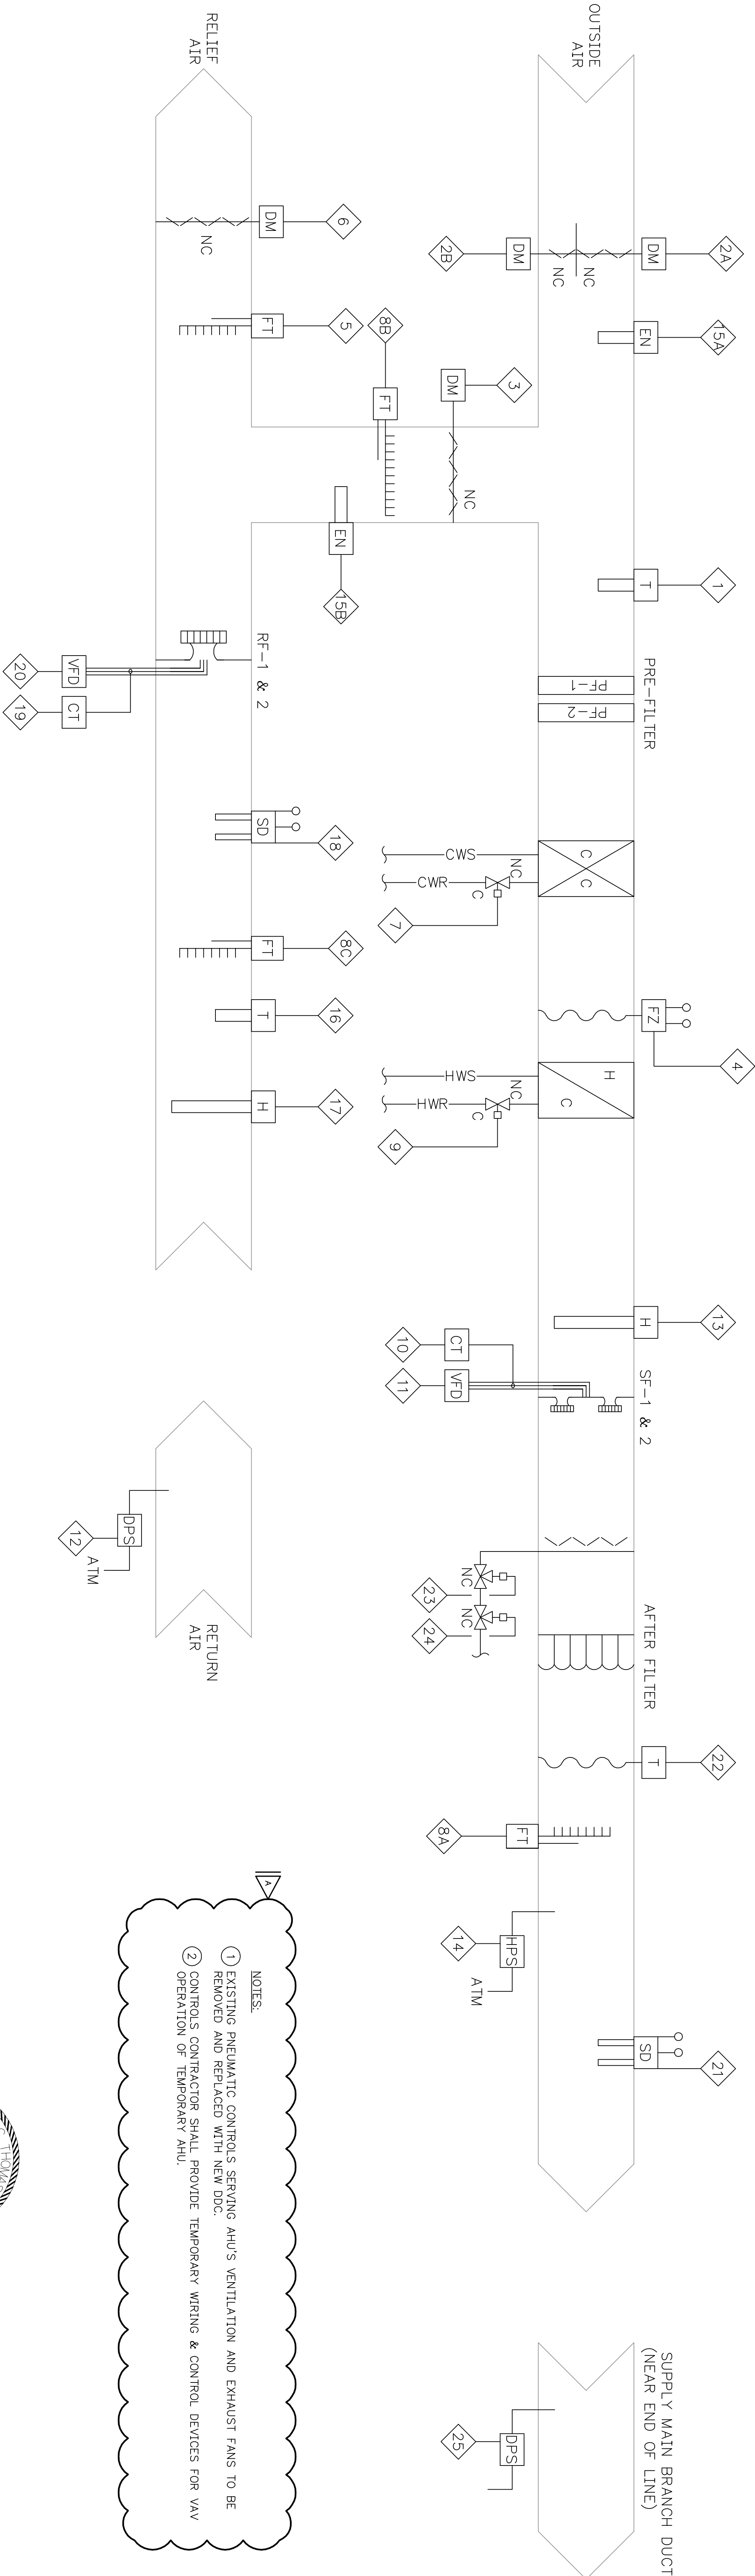 OUTSIDE
AIR
2A
DM
NC
NC
DM
2B
15A
EN
1
T
PRE-FILTER
PF-1
PF-2
C
C
CWS
CWR
NC
C
7
FZ
4
H
C
HWS
HWR
NC
C
9
13
H
SF-1 & 2
CT
10
VFD
11
NC
23
NC
24
AFTER FILTER
22
T
FT
8A
HPS
14
ATM
SD
21
SUPPLY MAIN BRANCH DUCT
(NEAR END OF LINE)
DPS
25
RELIEF
AIR
6
DM
NC
5
FT
8B
FT
3
DM
NC
EN
15B
RF-1 & 2
VFD
20
CT
19
18
SD
8C
FT
16
T
17
H
RETURN
AIR
DPS
12
ATM
A
NOTES:
1 EXISTING PNEUMATIC CONTROLS SERVING AHU'S VENTILATION AND EXHAUST FANS TO BE
REMOVED AND REPLACED WITH NEW DDC.
2 CONTROLS CONTRACTOR SHALL PROVIDE TEMPORARY WIRING & CONTROL DEVICES FOR VAV
OPERATION OF TEMPORARY AHU.